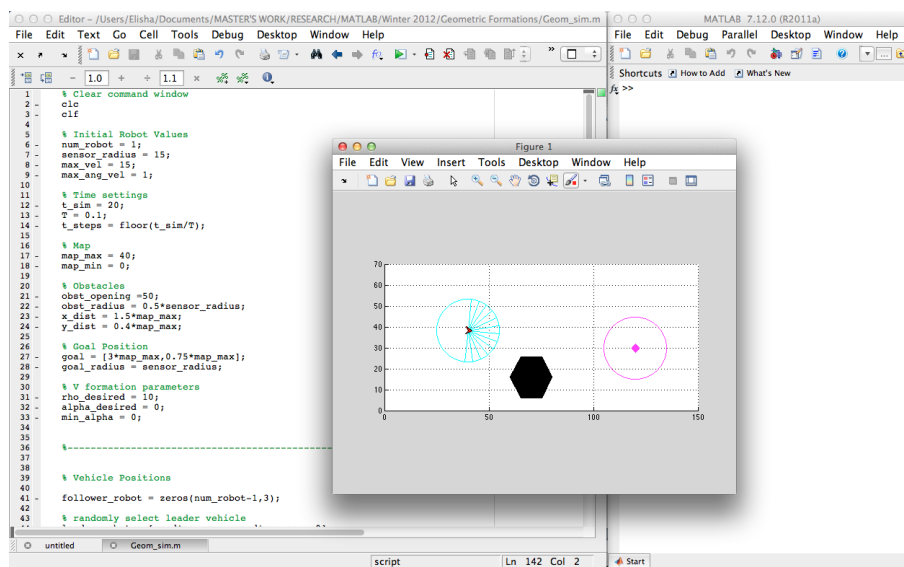 Editor - /Users/Elisha/Documents/MASTER'S WORK/RESEARCH/MATLAB/Winter 2012/Geometric Formations/Geom_sim.m
File Edit Text Go Cell Tools Debug Desktop Window Help
- 1.0 + ÷ 1.1 ×
1 % Clear command window
2 - clc
3 - clf
4
5 % Initial Robot Values
6 - num_robot = 1;
7 - sensor_radius = 15;
8 - max_vel = 15;
9 - max_ang_vel = 1;
10
11 % Time settings
12 - t_sim = 20;
13 - T = 0.1;
14 - t_steps = floor(t_sim/T);
15
16 % Map
17 - map_max = 40;
18 - map_min = 0;
19
20 % Obstacles
21 - obst_opening =50;
22 - obst_radius = 0.5*sensor_radius;
23 - x_dist = 1.5*map_max;
24 - y_dist = 0.4*map_max;
25
26 % Goal Position
27 - goal = [3*map_max,0.75*map_max];
28 - goal_radius = sensor_radius;
29
30 % V formation parameters
31 - rho_desired = 10;
32 - alpha_desired = 0;
33 - min_alpha = 0;
34
35
36 %------------------------------------------------
37
38
39 % Vehicle Positions
40
41 - follower_robot = zeros(num_robot-1,3);
42
43 % randomly select leader vehicle
untitled Geom_sim.m
script Ln 142 Col 2
Figure 1
File Edit View Insert Tools Desktop Window Help
70
60
50
40
30
20
10
0
0 50 100 150
MATLAB 7.12.0 (R2011a)
File Edit Debug Parallel Desktop Window Help
Shortcuts How to Add What's New
fx >>
Start